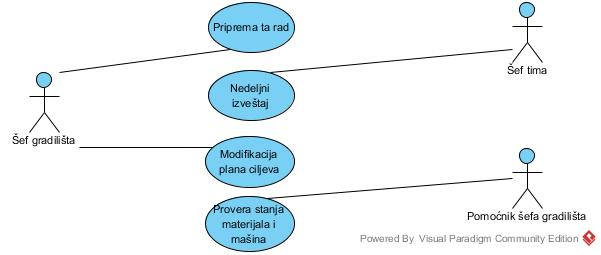 Priprema ta rad
Šef tima
Nedeljni
izveštaj
Šef gradilišta
Modifikacija
plana ciljeva
Provera stanja
materijala i
mašina
Pomoćnik šefa gradilišta
Powered By Visual Paradigm Community Edition